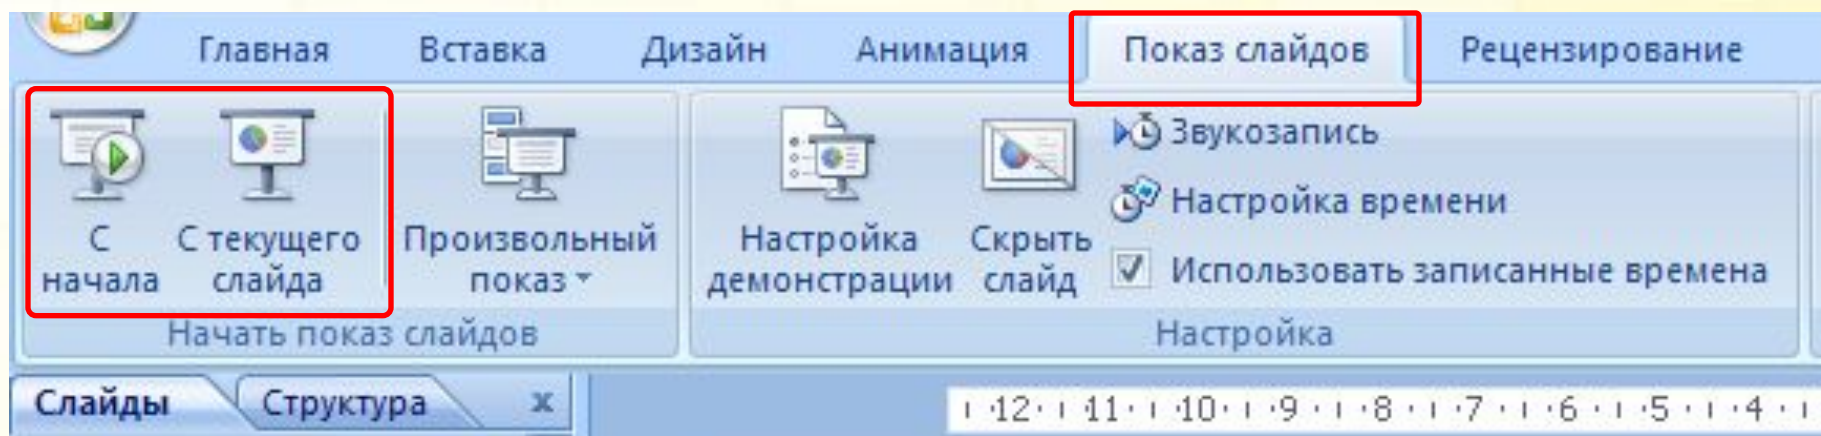 Главная Вставка Дизайн Анимация Показ слайдов Рецензирование
С начала
С текущего слайда
Произвольный показ
Настройка демонстрации
Скрыть слайд
Звукозапись
Настройка времени
Использовать записанные времена
Начать показ слайдов
Настройка
Слайды Структура x
12 11 10 9 8 7 6 5 4